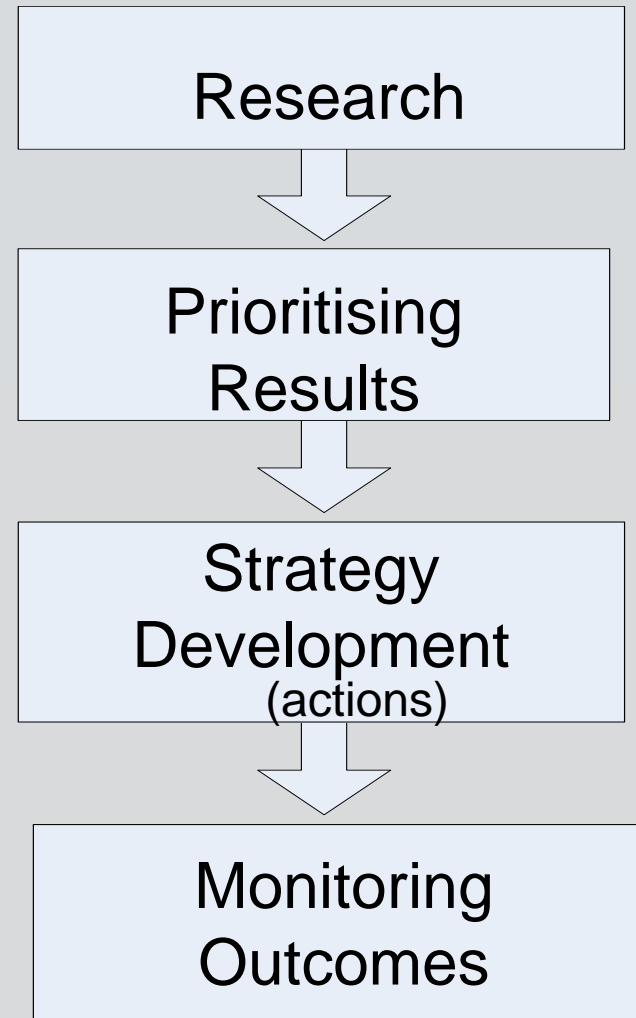 Research
Prioritising
Results
Strategy
Development
(actions)
Monitoring
Outcomes